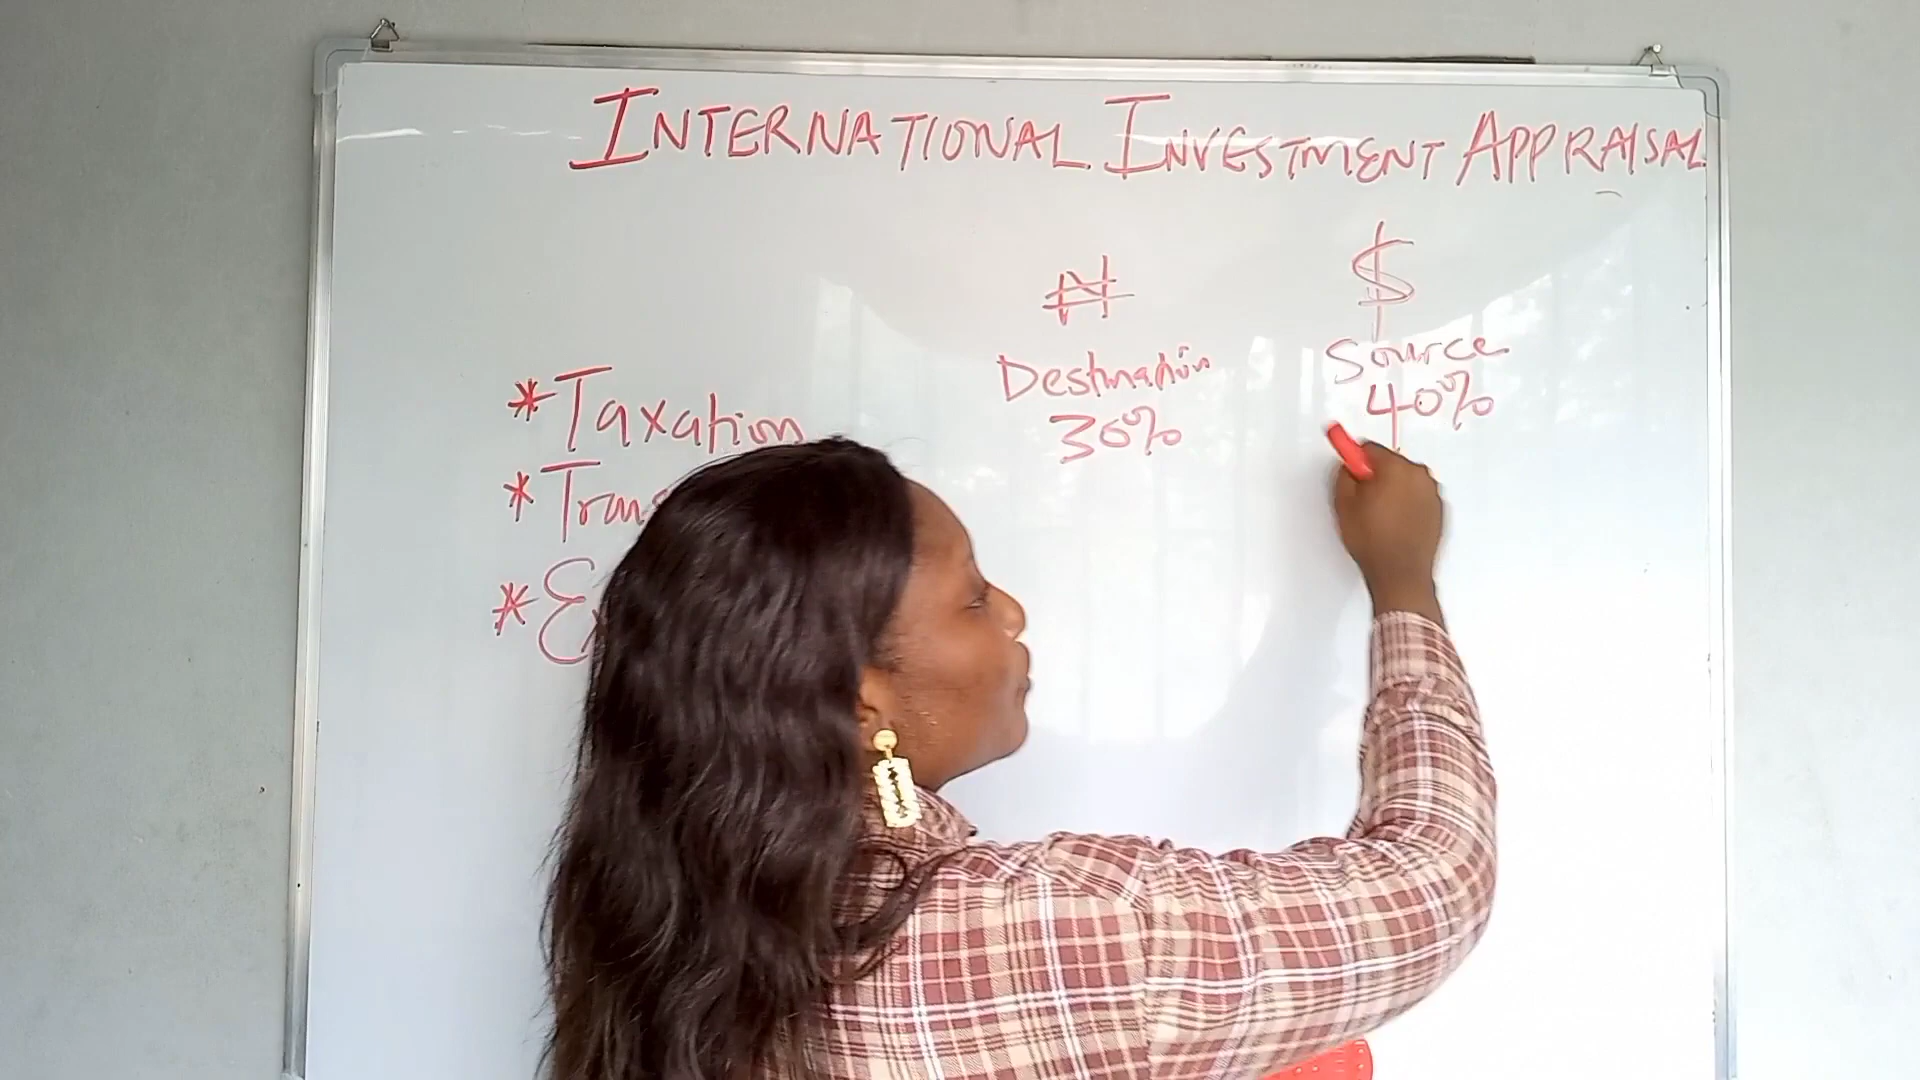 INTERNATIONAL INVESTMENT APPRAISAL
₦ $
Destination Source
30% 40%
* Taxation
*
*